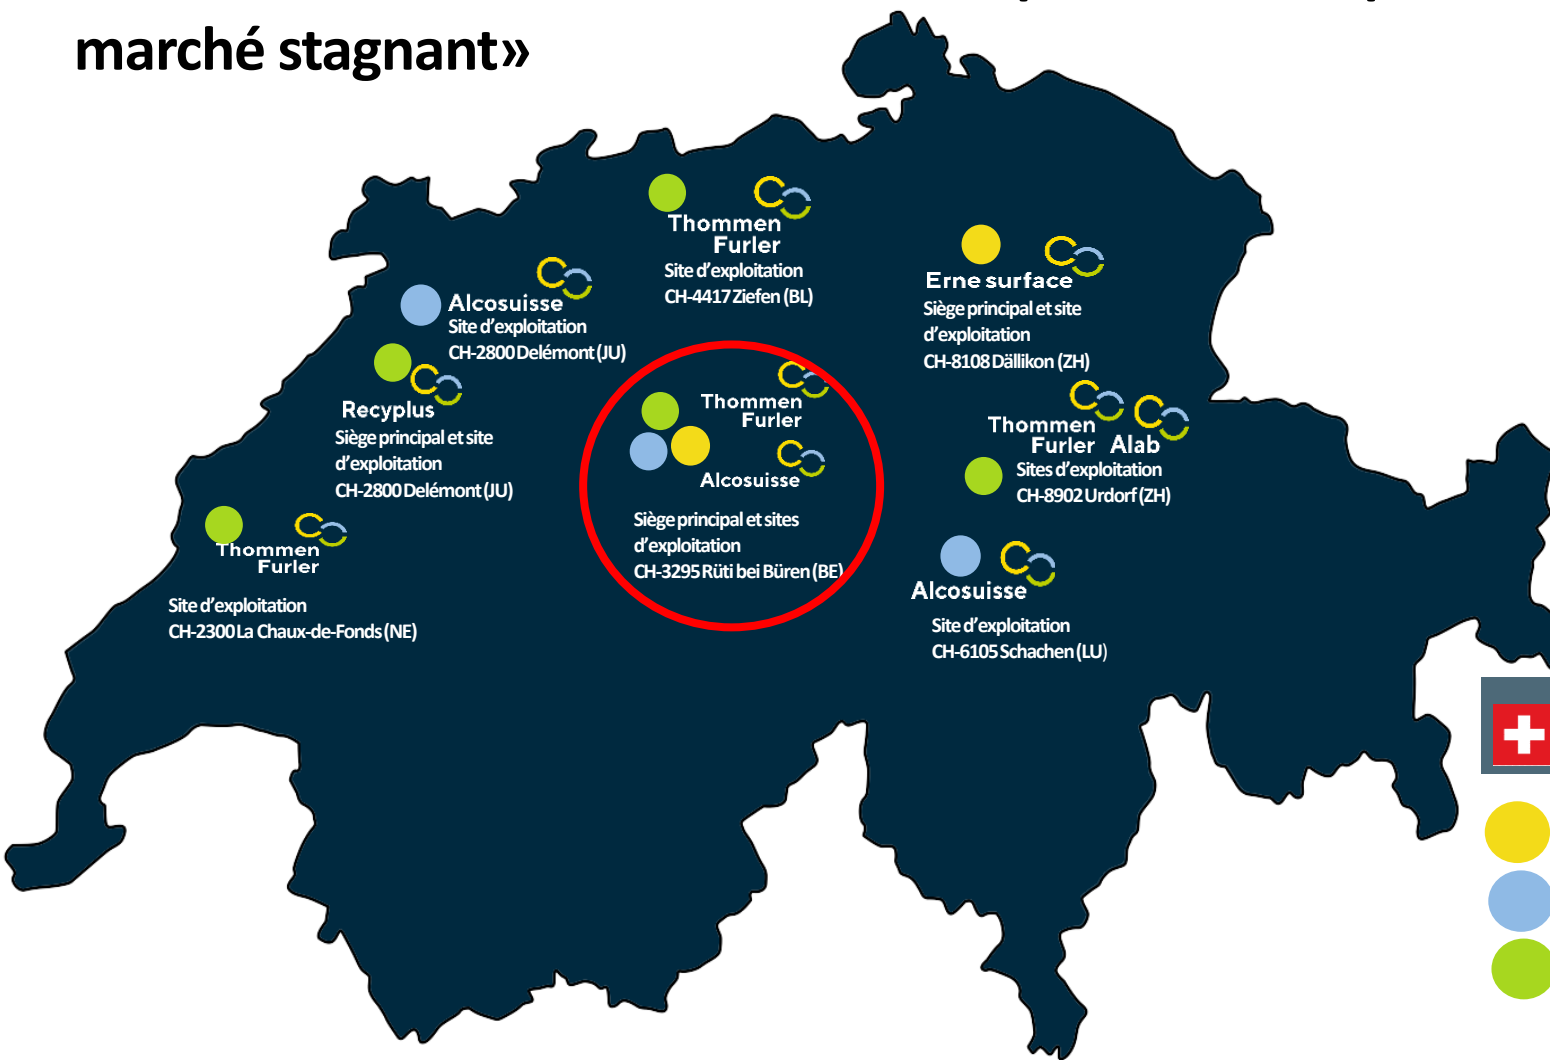 marché stagnant»
Thommen
Furler
Site d'exploitation
CH-4417 Ziefen (BL)
Erne surface
Siège principal et site
d'exploitation
CH-8108 Dällikon (ZH)
Alcosuisse
Site d'exploitation
CH-2800 Delémont (JU)
Recyplus
Siège principal et site
d'exploitation
CH-2800 Delémont (JU)
Thommen
Furler
Alcosuisse
Siège principal et sites
d'exploitation
CH-3295 Rüti bei Büren (BE)
Thommen
Furler Alab
Sites d'exploitation
CH-8902 Urdorf (ZH)
Thommen
Furler
Site d'exploitation
CH-2300 La Chaux-de-Fonds (NE)
Alcosuisse
Site d'exploitation
CH-6105 Schachen (LU)